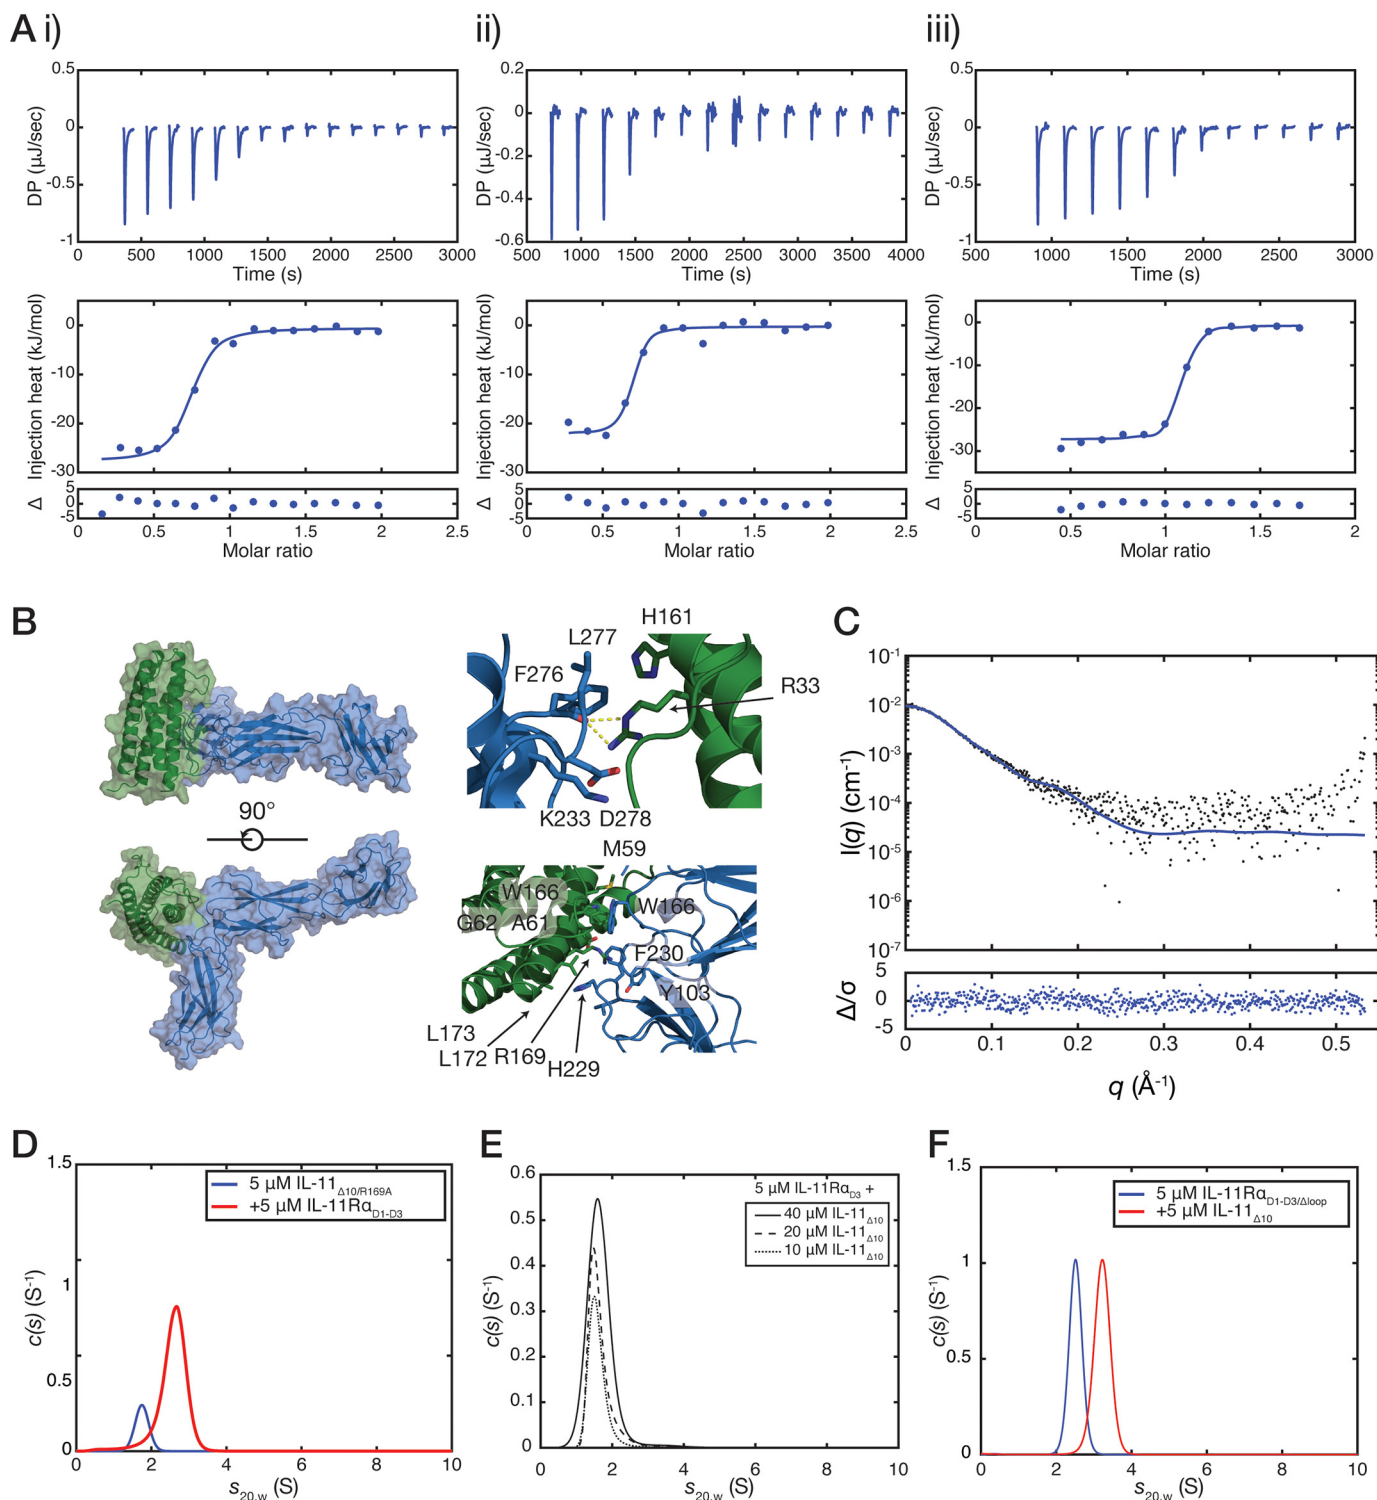 A i)
ii)
iii)
0.5
0
-0.5
-1
DP (μJ/sec)
0 500 1000 1500 2000 2500 3000
Time (s)
0.2
0
-0.2
-0.4
-0.6
DP (μJ/sec)
500 1000 1500 2000 2500 3000 3500 4000
Time (s)
0.5
0
-0.5
-1
DP (μJ/sec)
500 1000 1500 2000 2500 3000
Time (s)
0
-10
-20
-30
Injection heat (kJ/mol)
5
0
-5
Δ
0 0.5 1 1.5 2 2.5
Molar ratio
0
-10
-20
-30
Injection heat (kJ/mol)
5
0
-5
Δ
0 0.5 1 1.5 2 2.5
Molar ratio
0
-10
-20
-30
Injection heat (kJ/mol)
5
0
-5
Δ
0 0.5 1 1.5 2
Molar ratio
B
90°
H161
L277
F276
R33
K233 D278
M59
W166
W166
G62 A61
F230
Y103
L173
L172 R169
H229
C
10⁻¹
10⁻²
10⁻³
10⁻⁴
10⁻⁵
10⁻⁶
10⁻⁷
I(q) (cm⁻¹)
5
0
-5
Δ/σ
0 0.1 0.2 0.3 0.4 0.5
q (Å⁻¹)
D
1.5
1
0.5
0
c(s) (S⁻¹)
5 μM IL-11Δ10/R169A
+5 μM IL-11RαD1-D3
0 2 4 6 8 10
s20,w (S)
E
0.6
0.5
0.4
0.3
0.2
0.1
0
c(s) (S⁻¹)
5 μM IL-11RαD3 +
40 μM IL-11Δ10
20 μM IL-11Δ10
10 μM IL-11Δ10
0 2 4 6 8 10
s20,w (S)
F
1.5
1
0.5
0
c(s) (S⁻¹)
5 μM IL-11RαD1-D3/Δloop
+5 μM IL-11Δ10
0 2 4 6 8 10
s20,w (S)